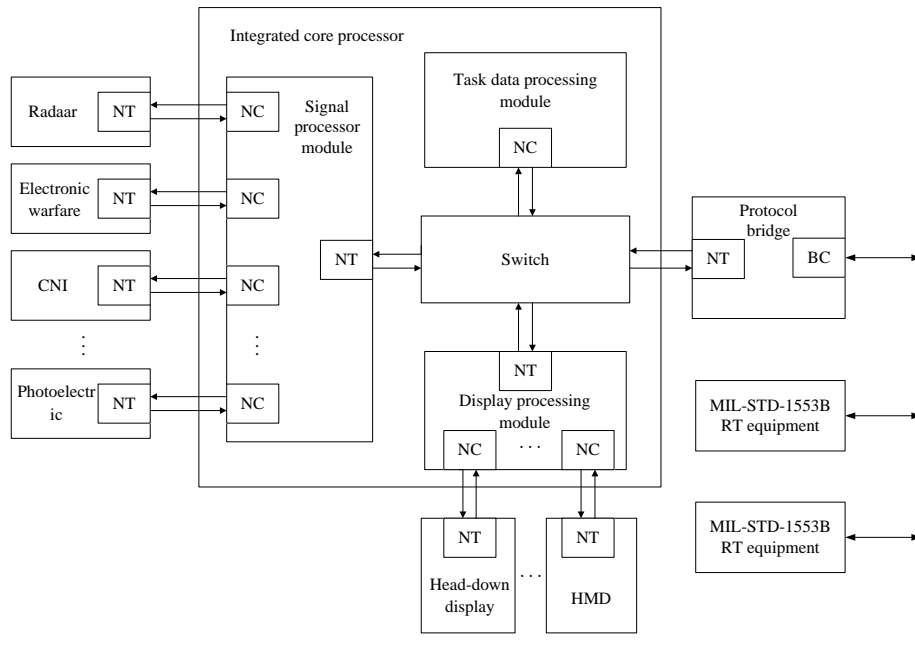 Integrated core processor
Radaar
NT
NC
Signal
processor
module
Task data processing
module
NC
Electronic
warfare
NT
NC
CNI
NT
NC
. . .
. . .
Photoelectr
ic
NT
NC
NT
Switch
Protocol
bridge
NT
BC
NT
Display processing
module
NC
. . .
NC
MIL-STD-1553B
RT equipment
MIL-STD-1553B
RT equipment
NT
Head-down
display
. . .
NT
HMD